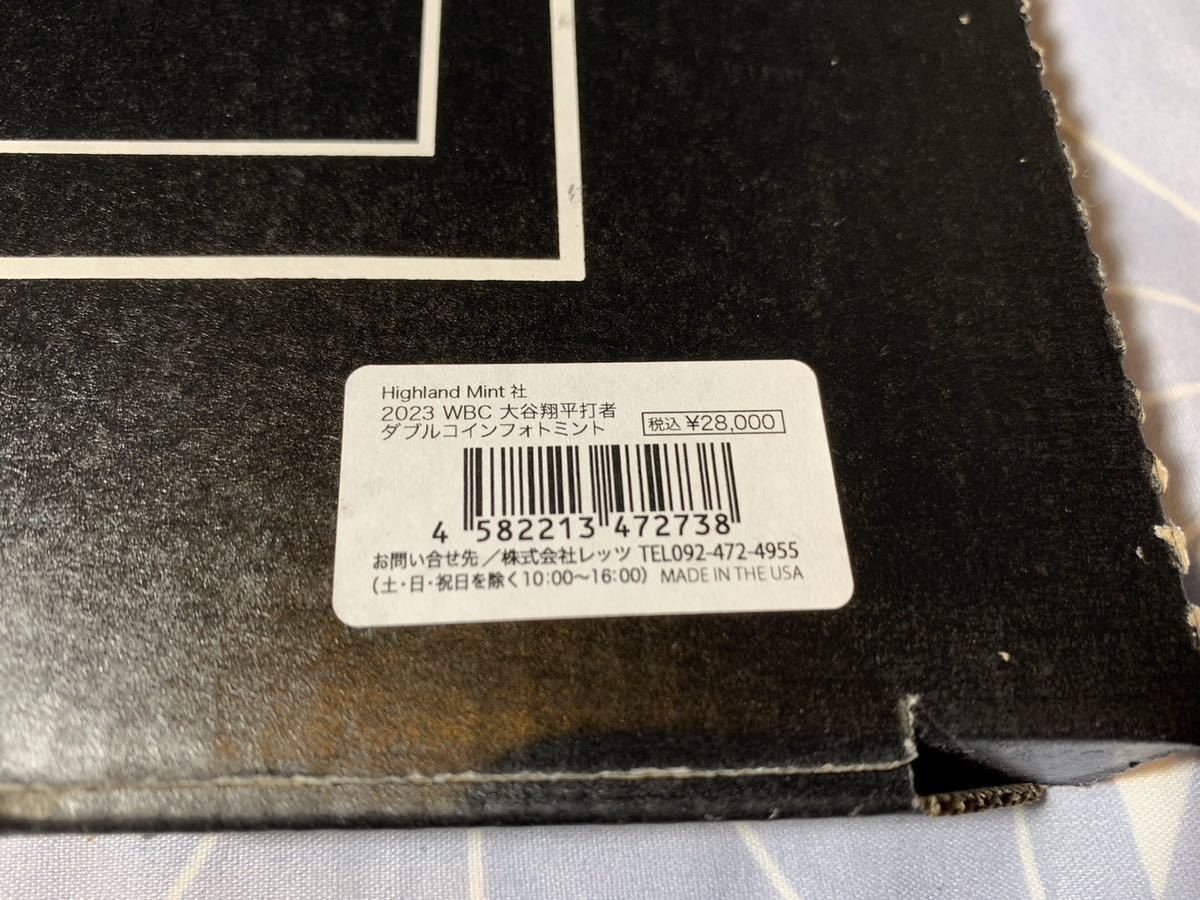 Highland Mint 社
2023 WBC 大谷翔平打者
ダブルコインフォトミント
税込 ¥28,000
4 582213 472738
お問い合せ先／株式会社レッツ TEL092-472-4955
（土・日・祝日を除く10:00〜16:00） MADE IN THE USA